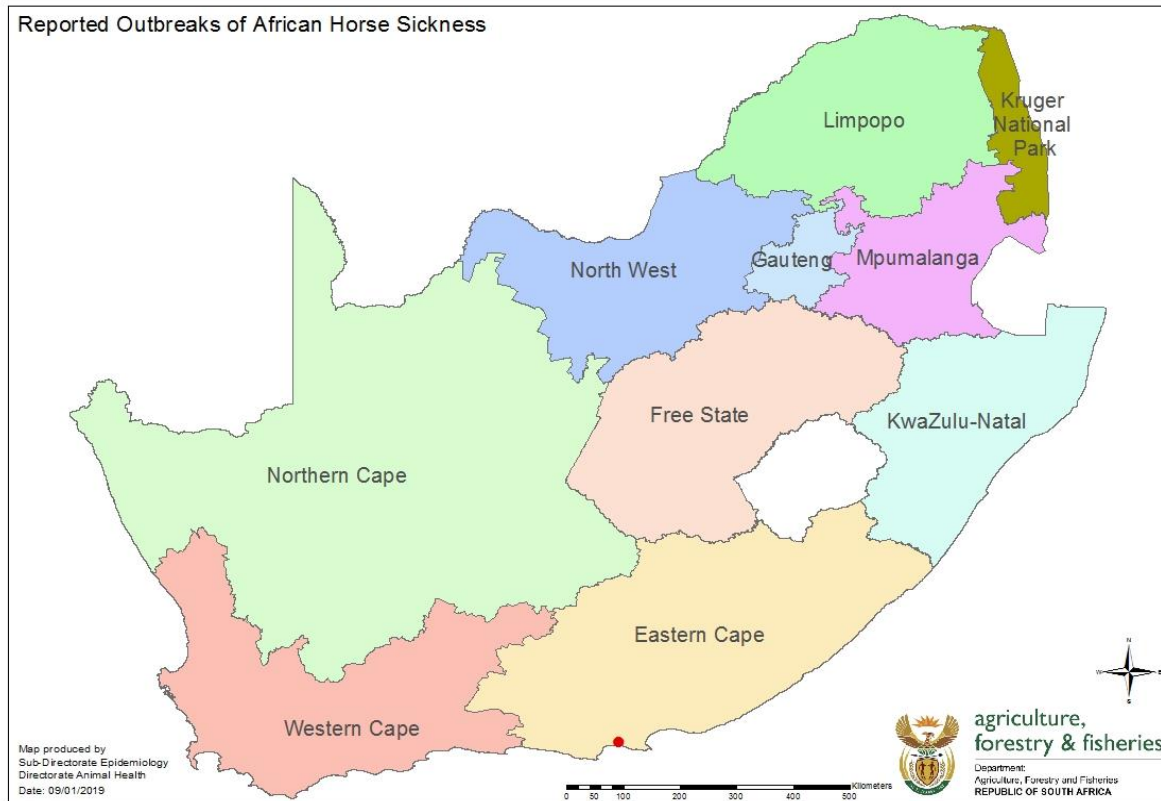 Reported Outbreaks of African Horse Sickness
Limpopo
Kruger
National
Park
North West
Gauteng
Mpumalanga
Free State
KwaZulu-Natal
Northern Cape
Eastern Cape
Western Cape
N
W
E
S
Map produced by
Sub-Directorate Epidemiology
Directorate Animal Health
Date: 09/01/2019
Kilometers
0 50 100 200 300 400 500
agriculture,
forestry & fisheries
Department:
Agriculture, Forestry and Fisheries
REPUBLIC OF SOUTH AFRICA